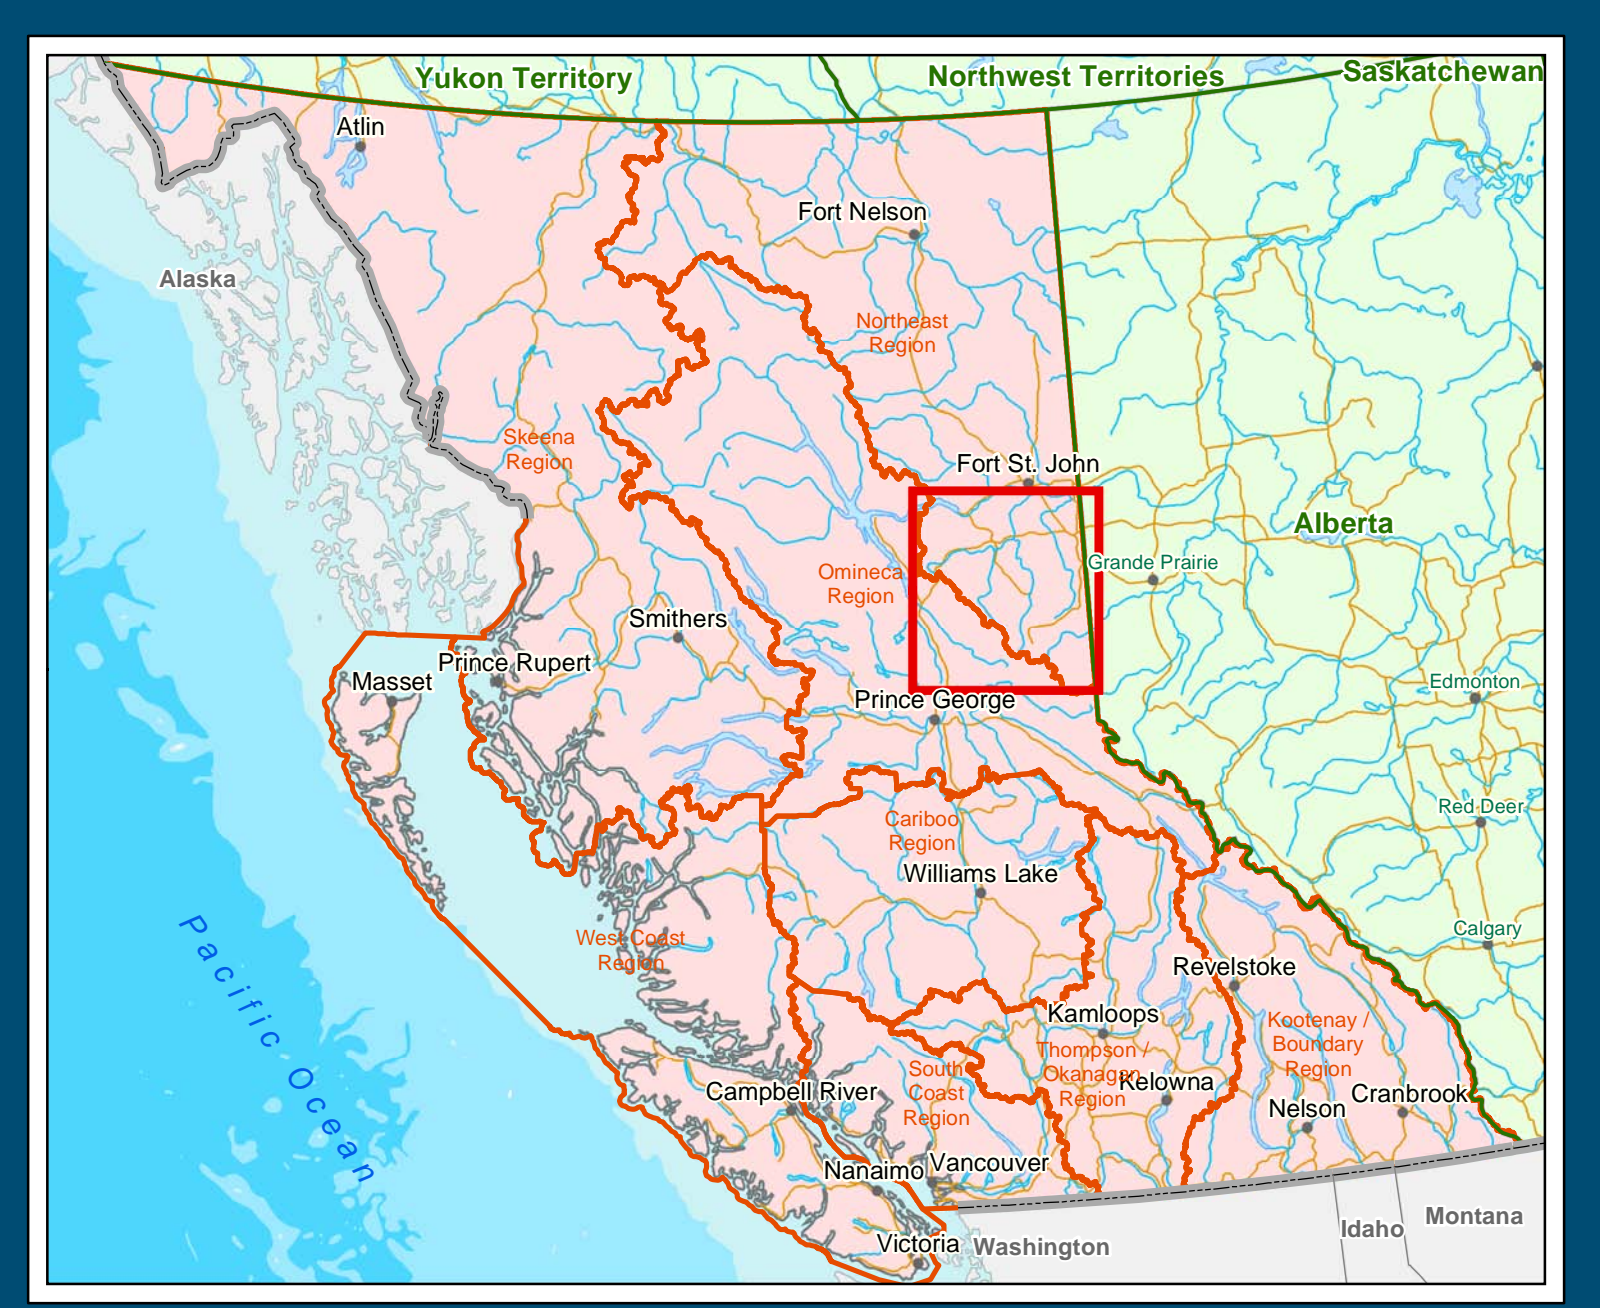 Yukon Territory
Northwest Territories
Saskatchewan
Atlin
Fort Nelson
Alaska
Northeast
Region
Skeena
Region
Fort St. John
Alberta
Grande Prairie
Omineca
Region
Smithers
Prince Rupert
Masset
Edmonton
Prince George
Red Deer
Cariboo
Region
Williams Lake
Calgary
West Coast
Region
Revelstoke
Pacific Ocean
Kamloops
Kootenay /
Boundary
Region
Thompson /
Okanagan
Region
South
Coast
Region
Kelowna
Campbell River
Cranbrook
Nelson
Nanaimo
Vancouver
Victoria
Washington
Idaho
Montana